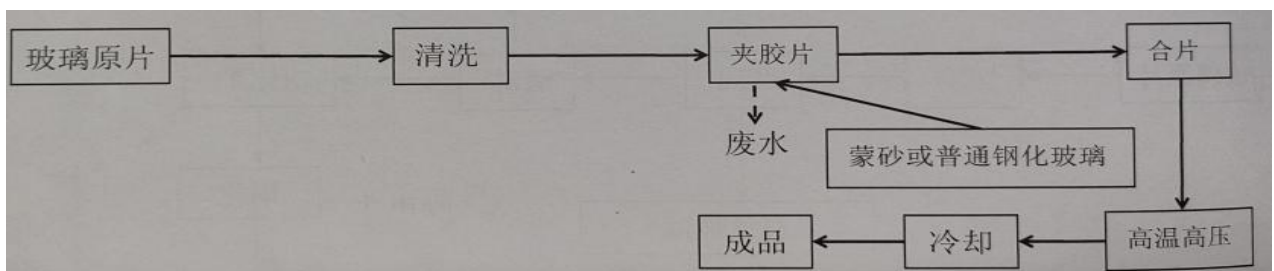 玻璃原片
清洗
夹胶片
合片
废水
蒙砂或普通钢化玻璃
成品
冷却
高温高压